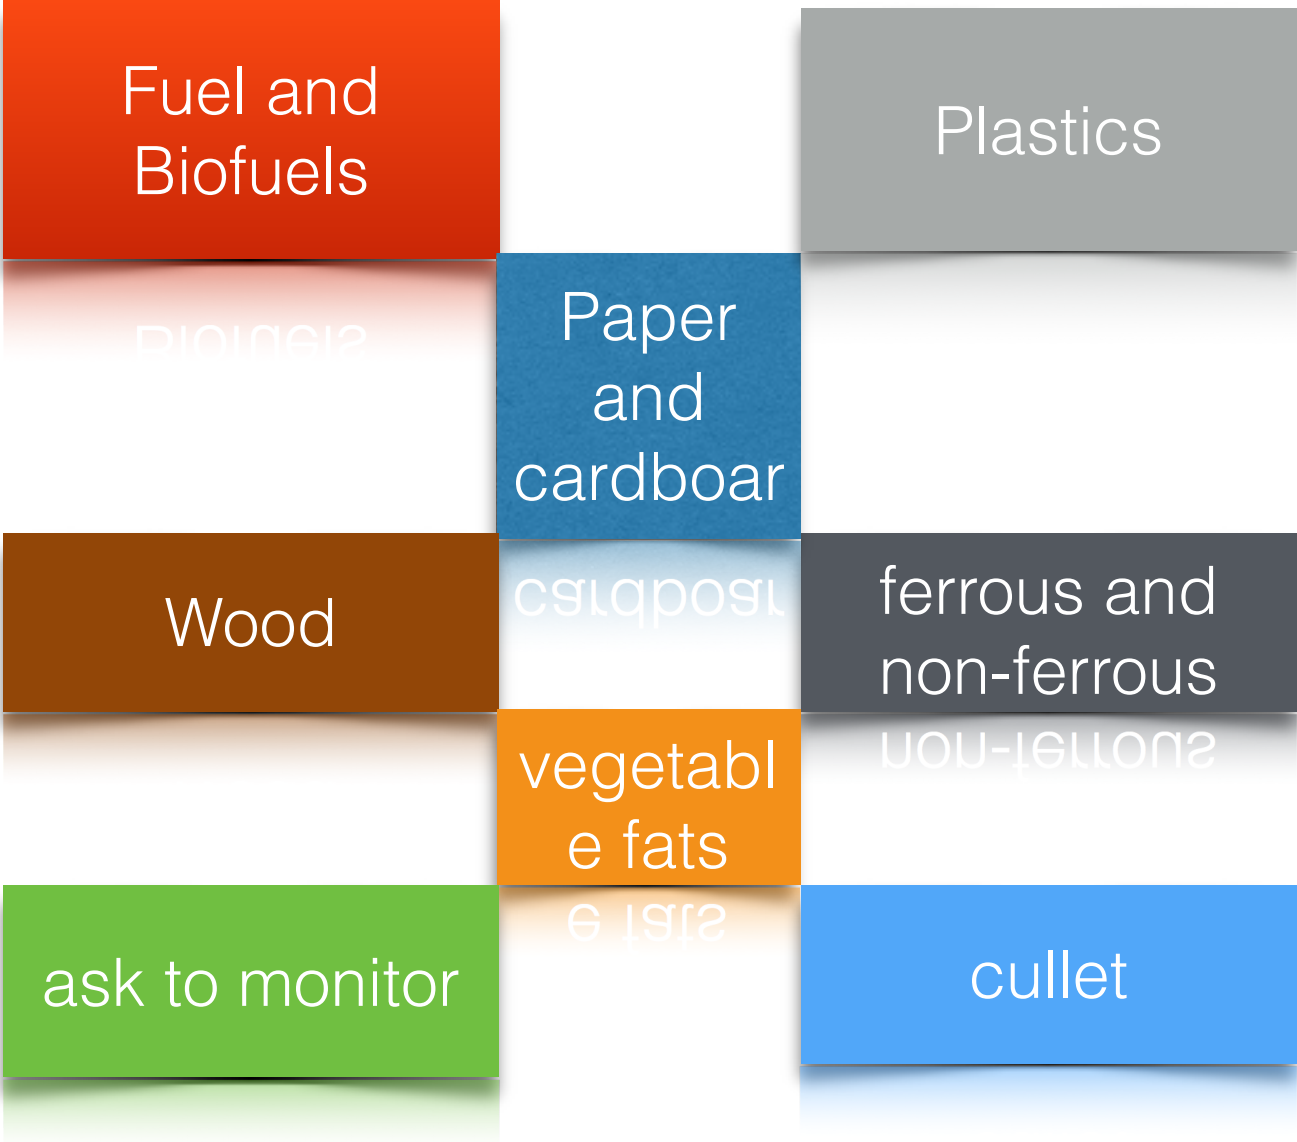 Fuel and
Biofuels
Plastics
Paper
and
cardboar
Wood
ferrous and
non-ferrous
vegetabl
e fats
ask to monitor
cullet